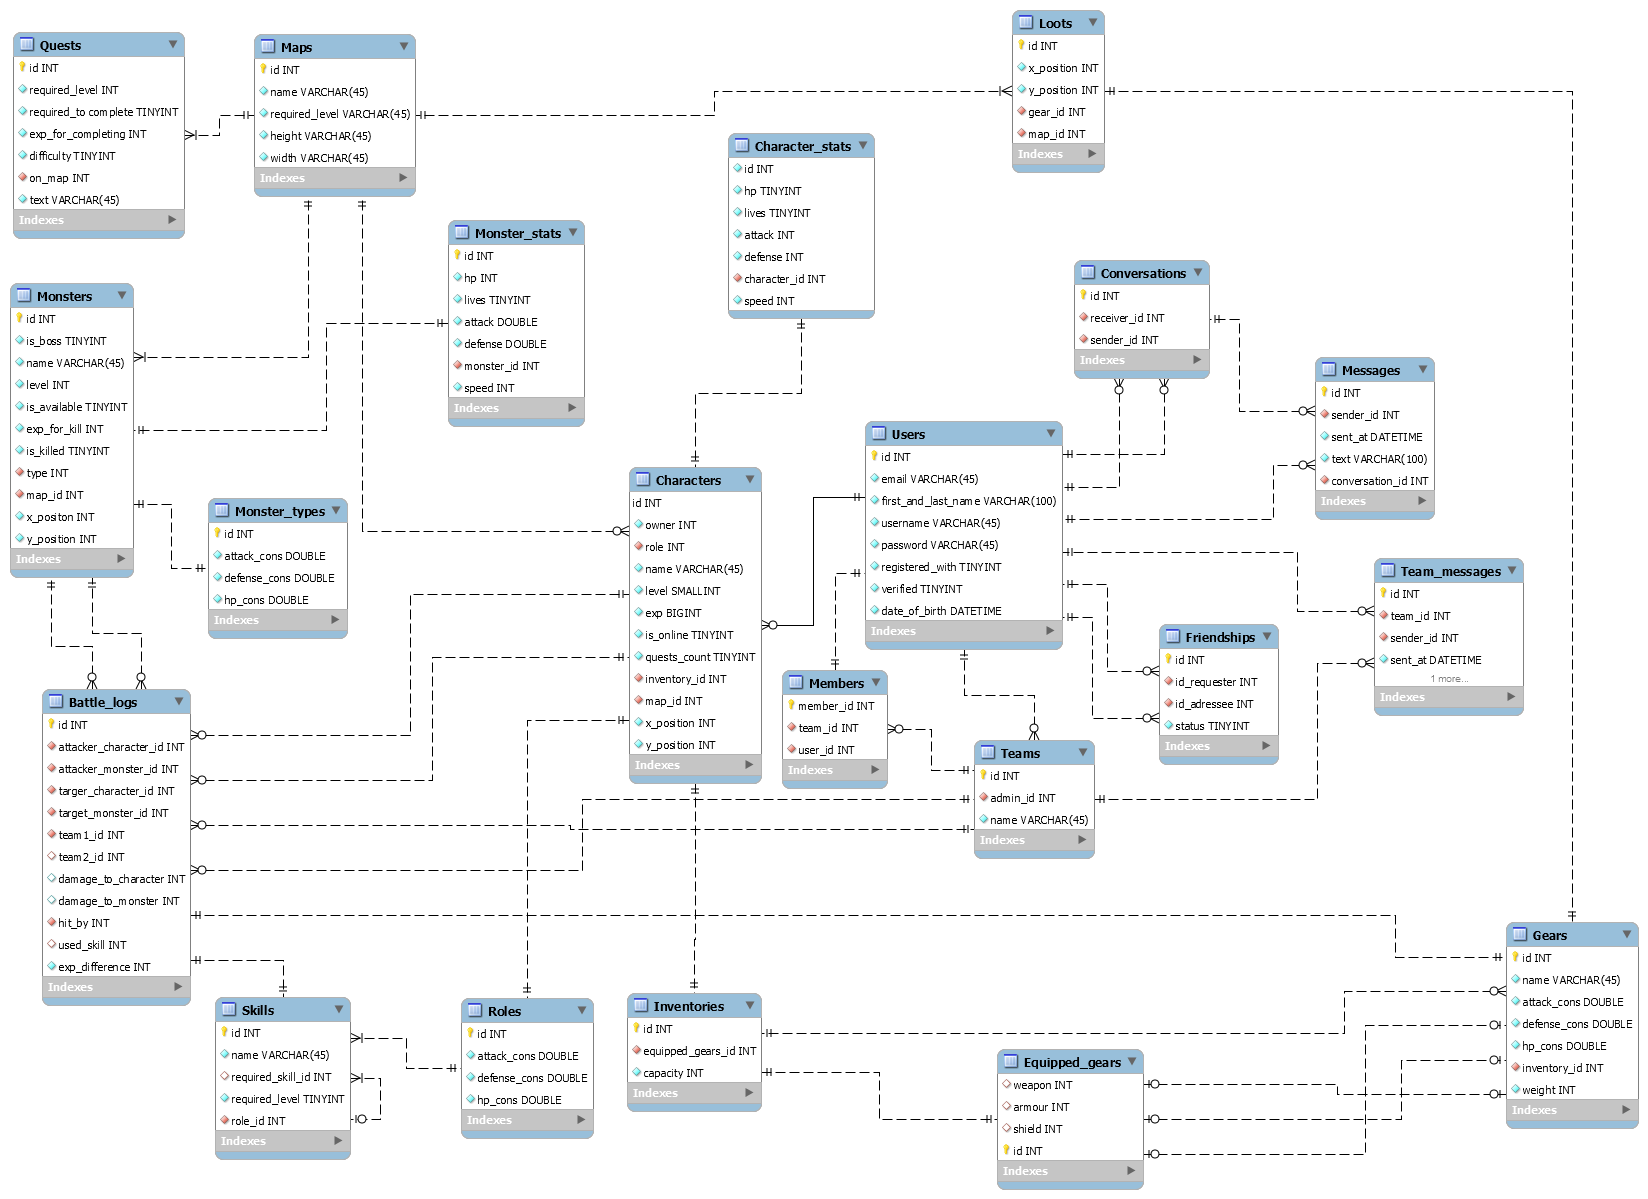 Quests
id INT
required_level INT
required_to complete TINYINT
exp_for_completing INT
difficulty TINYINT
on_map INT
text VARCHAR(45)
Indexes
Maps
id INT
name VARCHAR(45)
required_level VARCHAR(45)
height VARCHAR(45)
width VARCHAR(45)
Indexes
Loots
id INT
x_position INT
y_position INT
gear_id INT
map_id INT
Indexes
Character_stats
id INT
hp TINYINT
lives TINYINT
attack INT
defense INT
character_id INT
speed INT
Monster_stats
id INT
hp INT
lives TINYINT
attack DOUBLE
defense DOUBLE
monster_id INT
speed INT
Indexes
Conversations
id INT
receiver_id INT
sender_id INT
Indexes
Monsters
id INT
is_boss TINYINT
name VARCHAR(45)
level INT
is_available TINYINT
exp_for_kill INT
is_killed TINYINT
type INT
map_id INT
x_positon INT
y_position INT
Indexes
Messages
id INT
sender_id INT
sent_at DATETIME
text VARCHAR(100)
conversation_id INT
Indexes
Users
id INT
email VARCHAR(45)
first_and_last_name VARCHAR(100)
username VARCHAR(45)
password VARCHAR(45)
registered_with TINYINT
verified TINYINT
date_of_birth DATETIME
Indexes
Characters
id INT
owner INT
role INT
name VARCHAR(45)
level SMALLINT
exp BIGINT
is_online TINYINT
quests_count TINYINT
inventory_id INT
map_id INT
x_position INT
y_position INT
Indexes
Monster_types
id INT
attack_cons DOUBLE
defense_cons DOUBLE
hp_cons DOUBLE
Indexes
Team_messages
id INT
team_id INT
sender_id INT
sent_at DATETIME
1 more...
Indexes
Friendships
id INT
id_requester INT
id_adressee INT
status TINYINT
Indexes
Members
member_id INT
team_id INT
user_id INT
Indexes
Battle_logs
id INT
attacker_character_id INT
attacker_monster_id INT
targer_character_id INT
target_monster_id INT
team1_id INT
team2_id INT
damage_to_character INT
damage_to_monster INT
hit_by INT
used_skill INT
exp_difference INT
Indexes
Teams
id INT
admin_id INT
name VARCHAR(45)
Indexes
Gears
id INT
name VARCHAR(45)
attack_cons DOUBLE
defense_cons DOUBLE
hp_cons DOUBLE
inventory_id INT
weight INT
Indexes
Skills
id INT
name VARCHAR(45)
required_skill_id INT
required_level TINYINT
role_id INT
Indexes
Roles
id INT
attack_cons DOUBLE
defense_cons DOUBLE
hp_cons DOUBLE
Indexes
Inventories
id INT
equipped_gears_id INT
capacity INT
Indexes
Equipped_gears
weapon INT
armour INT
shield INT
id INT
Indexes